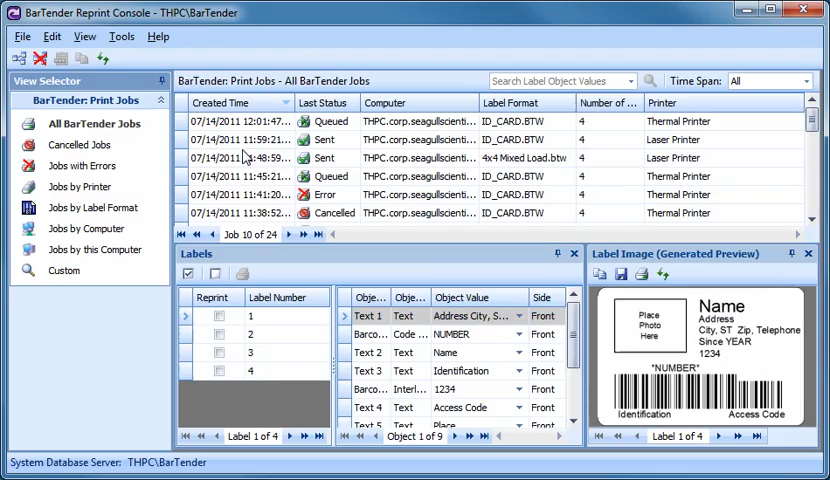 BarTender Reprint Console - THPC\BarTender
File Edit View Tools Help
View Selector
BarTender: Print Jobs
All BarTender Jobs
Cancelled Jobs
Jobs with Errors
Jobs by Printer
Jobs by Label Format
Jobs by Computer
Jobs by this Computer
Custom
BarTender: Print Jobs - All BarTender Jobs Search Label Object Values Time Span: All
Created Time Last Status Computer Label Format Number of ... Printer
07/14/2011 12:01:47... Queued THPC.corp.seagullscienti... ID_CARD.BTW 4 Thermal Printer
07/14/2011 11:59:21... Sent THPC.corp.seagullscienti... ID_CARD.BTW 4 Laser Printer
07/14/2011 11:48:59... Sent THPC.corp.seagullscienti... 4x4 Mixed Load.btw 4 Laser Printer
07/14/2011 11:45:21... Queued THPC.corp.seagullscienti... ID_CARD.BTW 4 Thermal Printer
07/14/2011 11:41:20... Error THPC.corp.seagullscienti... ID_CARD.BTW 4 Thermal Printer
07/14/2011 11:38:52... Cancelled THPC.corp.seagullscienti... ID_CARD.BTW 4 Thermal Printer
Job 10 of 24
Labels
Reprint Label Number
1
2
3
4
Label 1 of 4
Obje... Obje... Object Value Side
Text 1 Text Address City, S... Front
Barco... Code ... NUMBER Front
Text 2 Text Name Front
Text 3 Text Identification Front
Barco... Interl... 1234 Front
Text 4 Text Access Code Front
Text 5 Text Place Front
Object 1 of 9
Label Image (Generated Preview)
Place
Photo
Here
Name
Address
City, ST Zip, Telephone
Since YEAR
1234
*NUMBER*
Identification Access Code
Label 1 of 4
System Database Server: THPC\BarTender